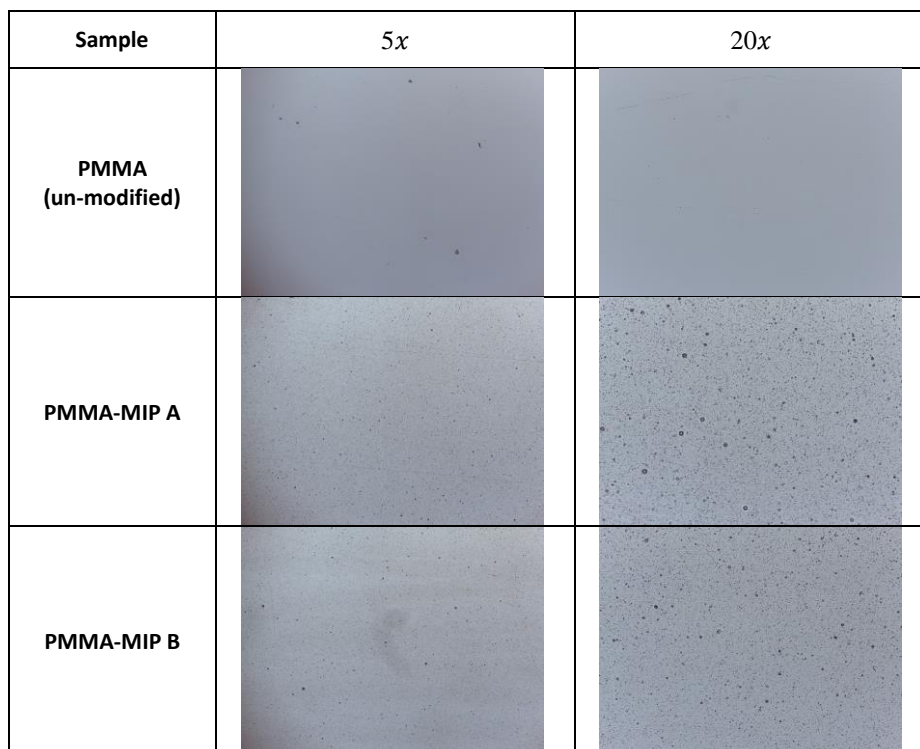 Sample
5x
20x
PMMA
(un-modified)
PMMA-MIP A
PMMA-MIP B